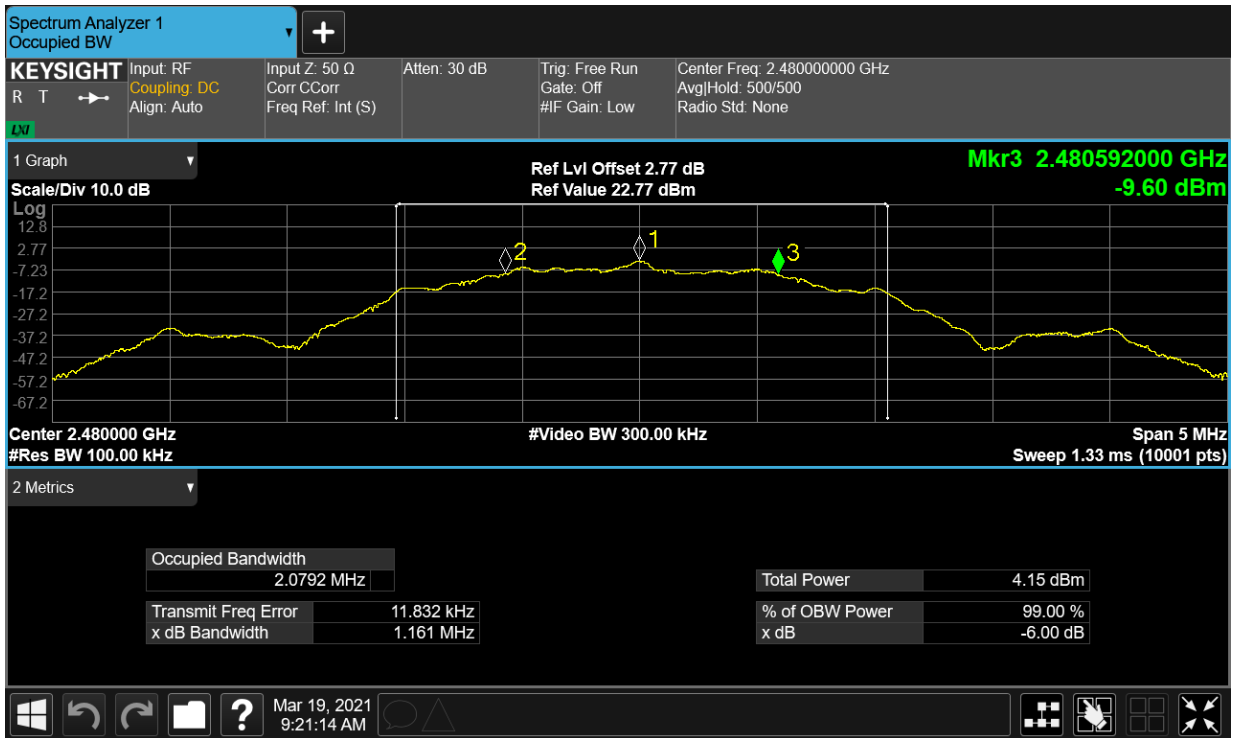 Spectrum Analyzer 1
Occupied BW
▼
+
KEYSIGHT
R T
LXI
Input: RF
Coupling: DC
Align: Auto
Input Z: 50 Ω
Corr CCorr
Freq Ref: Int (S)
Atten: 30 dB
Trig: Free Run
Gate: Off
#IF Gain: Low
Center Freq: 2.480000000 GHz
Avg|Hold: 500/500
Radio Std: None
1 Graph ▼
Scale/Div 10.0 dB
Ref Lvl Offset 2.77 dB
Ref Value 22.77 dBm
Mkr3 2.480592000 GHz
-9.60 dBm
Log
12.8
2.77
-7.23
-17.2
-27.2
-37.2
-47.2
-57.2
-67.2
2
1
3
Center 2.480000 GHz
#Video BW 300.00 kHz
Span 5 MHz
#Res BW 100.00 kHz
Sweep 1.33 ms (10001 pts)
2 Metrics ▼
Occupied Bandwidth
2.0792 MHz
Transmit Freq Error 11.832 kHz
x dB Bandwidth 1.161 MHz
Total Power 4.15 dBm
% of OBW Power 99.00 %
x dB -6.00 dB
?
Mar 19, 2021
9:21:14 AM